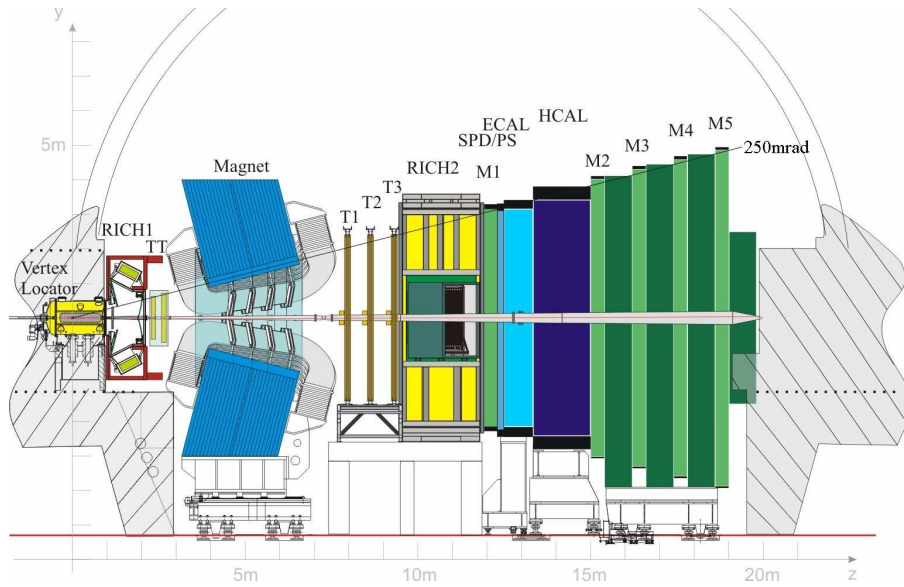 y
5m
Magnet
RICH1
TT
Vertex
Locator
T1
T2
T3
RICH2
M1
SPD/PS
ECAL
HCAL
M2
M3
M4
M5
250mrad
5m
10m
15m
20m
z